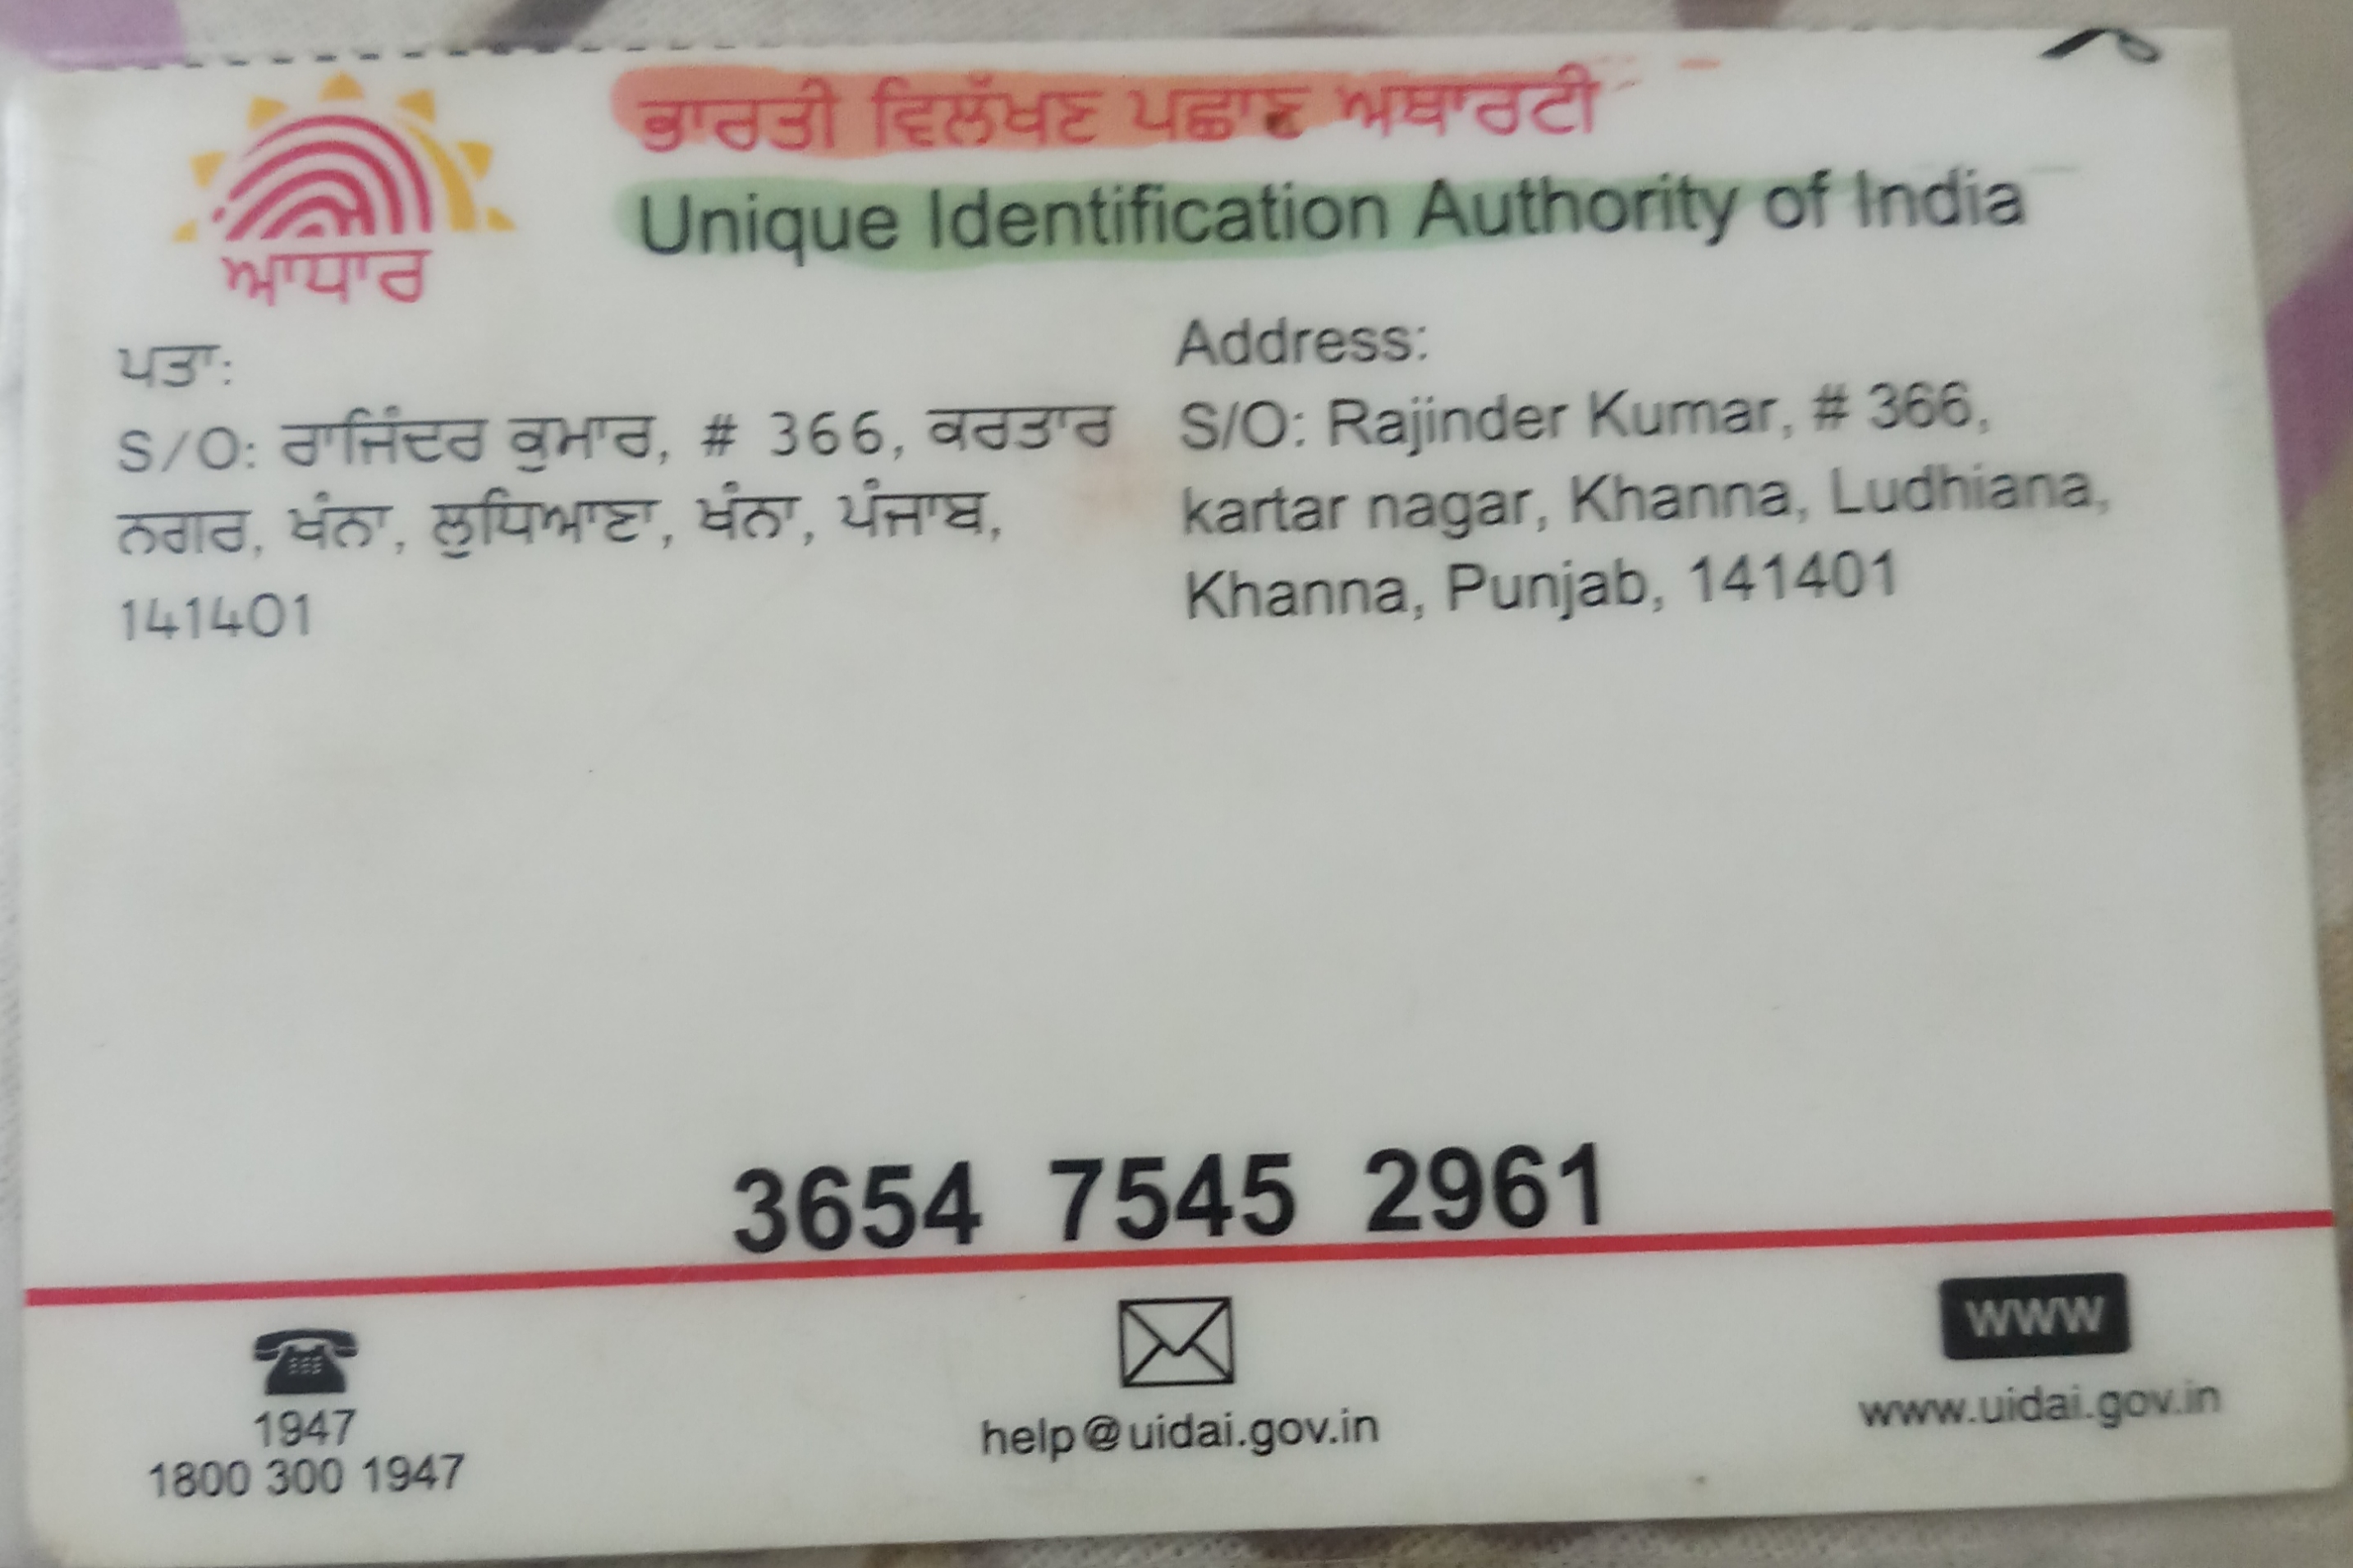 ਭਾਰਤੀ ਵਿਲੱਖਣ ਪਛਾਣ ਅਥਾਰਟੀ
Unique Identification Authority of India
ਆਧਾਰ
ਪਤਾ:
S/O: ਰਾਜਿੰਦਰ ਕੁਮਾਰ, # 366, ਕਰਤਾਰ
ਨਗਰ, ਖੰਨਾ, ਲੁਧਿਆਣਾ, ਖੰਨਾ, ਪੰਜਾਬ,
141401
Address:
S/O: Rajinder Kumar, # 366,
kartar nagar, Khanna, Ludhiana,
Khanna, Punjab, 141401
3654 7545 2961
1947
1800 300 1947
help@uidai.gov.in
WWW
www.uidai.gov.in